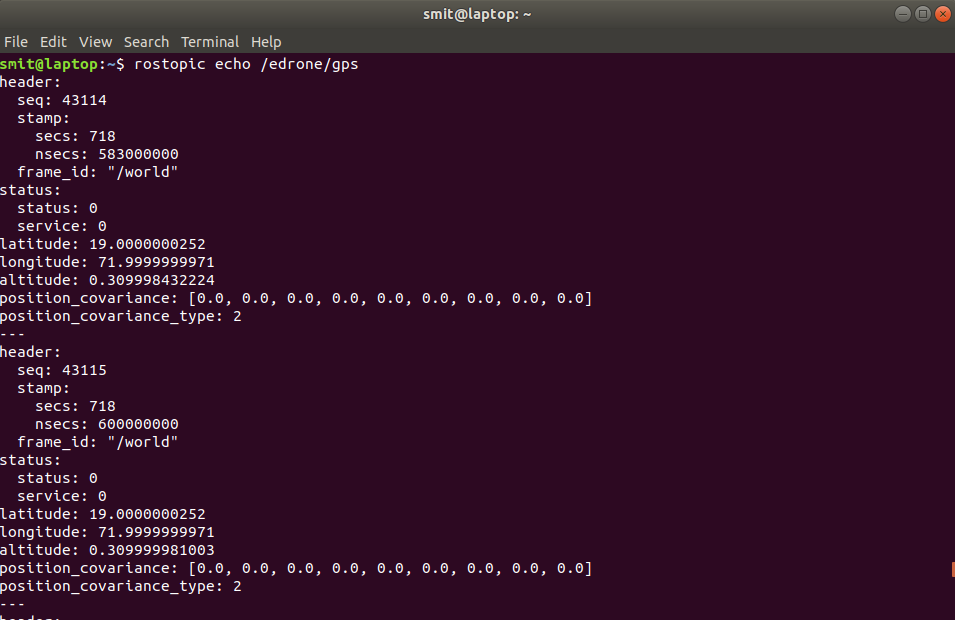 smit@laptop: ~
File Edit View Search Terminal Help
smit@laptop:~$ rostopic echo /edrone/gps
header:
  seq: 43114
  stamp:
    secs: 718
    nsecs: 583000000
  frame_id: "/world"
status:
  status: 0
  service: 0
latitude: 19.0000000252
longitude: 71.9999999971
altitude: 0.309998432224
position_covariance: [0.0, 0.0, 0.0, 0.0, 0.0, 0.0, 0.0, 0.0, 0.0]
position_covariance_type: 2
---
header:
  seq: 43115
  stamp:
    secs: 718
    nsecs: 600000000
  frame_id: "/world"
status:
  status: 0
  service: 0
latitude: 19.0000000252
longitude: 71.9999999971
altitude: 0.309999981003
position_covariance: [0.0, 0.0, 0.0, 0.0, 0.0, 0.0, 0.0, 0.0, 0.0]
position_covariance_type: 2
---
header: